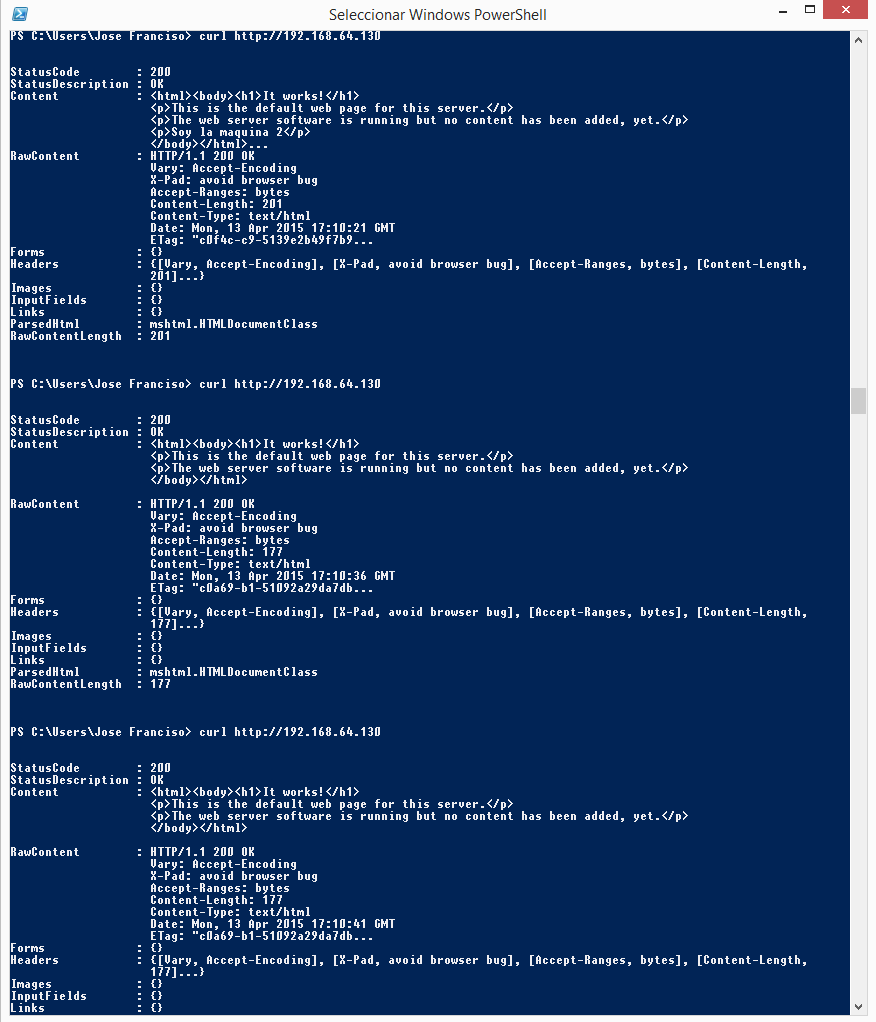 Seleccionar Windows PowerShell
PS C:\Users\Jose Franciso> curl http://192.168.64.130
StatusCode        : 200
StatusDescription : OK
Content           : <html><body><h1>It works!</h1>
                    <p>This is the default web page for this server.</p>
                    <p>The web server software is running but no content has been added, yet.</p>
                    <p>Soy la maquina 2</p>
                    </body></html>...
RawContent        : HTTP/1.1 200 OK
                    Vary: Accept-Encoding
                    X-Pad: avoid browser bug
                    Accept-Ranges: bytes
                    Content-Length: 201
                    Content-Type: text/html
                    Date: Mon, 13 Apr 2015 17:10:21 GMT
                    ETag: "c0f4c-c9-5139e2b49f7b9...
Forms             : {}
Headers           : {[Vary, Accept-Encoding], [X-Pad, avoid browser bug], [Accept-Ranges, bytes], [Content-Length,
                    201]...}
Images            : {}
InputFields       : {}
Links             : {}
ParsedHtml        : mshtml.HTMLDocumentClass
RawContentLength  : 201
PS C:\Users\Jose Franciso> curl http://192.168.64.130
StatusCode        : 200
StatusDescription : OK
Content           : <html><body><h1>It works!</h1>
                    <p>This is the default web page for this server.</p>
                    <p>The web server software is running but no content has been added, yet.</p>
                    </body></html>
RawContent        : HTTP/1.1 200 OK
                    Vary: Accept-Encoding
                    X-Pad: avoid browser bug
                    Accept-Ranges: bytes
                    Content-Length: 177
                    Content-Type: text/html
                    Date: Mon, 13 Apr 2015 17:10:36 GMT
                    ETag: "c0a69-b1-51092a29da7db...
Forms             : {}
Headers           : {[Vary, Accept-Encoding], [X-Pad, avoid browser bug], [Accept-Ranges, bytes], [Content-Length,
                    177]...}
Images            : {}
InputFields       : {}
Links             : {}
ParsedHtml        : mshtml.HTMLDocumentClass
RawContentLength  : 177
PS C:\Users\Jose Franciso> curl http://192.168.64.130
StatusCode        : 200
StatusDescription : OK
Content           : <html><body><h1>It works!</h1>
                    <p>This is the default web page for this server.</p>
                    <p>The web server software is running but no content has been added, yet.</p>
                    </body></html>
RawContent        : HTTP/1.1 200 OK
                    Vary: Accept-Encoding
                    X-Pad: avoid browser bug
                    Accept-Ranges: bytes
                    Content-Length: 177
                    Content-Type: text/html
                    Date: Mon, 13 Apr 2015 17:10:41 GMT
                    ETag: "c0a69-b1-51092a29da7db...
Forms             : {}
Headers           : {[Vary, Accept-Encoding], [X-Pad, avoid browser bug], [Accept-Ranges, bytes], [Content-Length,
                    177]...}
Images            : {}
InputFields       : {}
Links             : {}